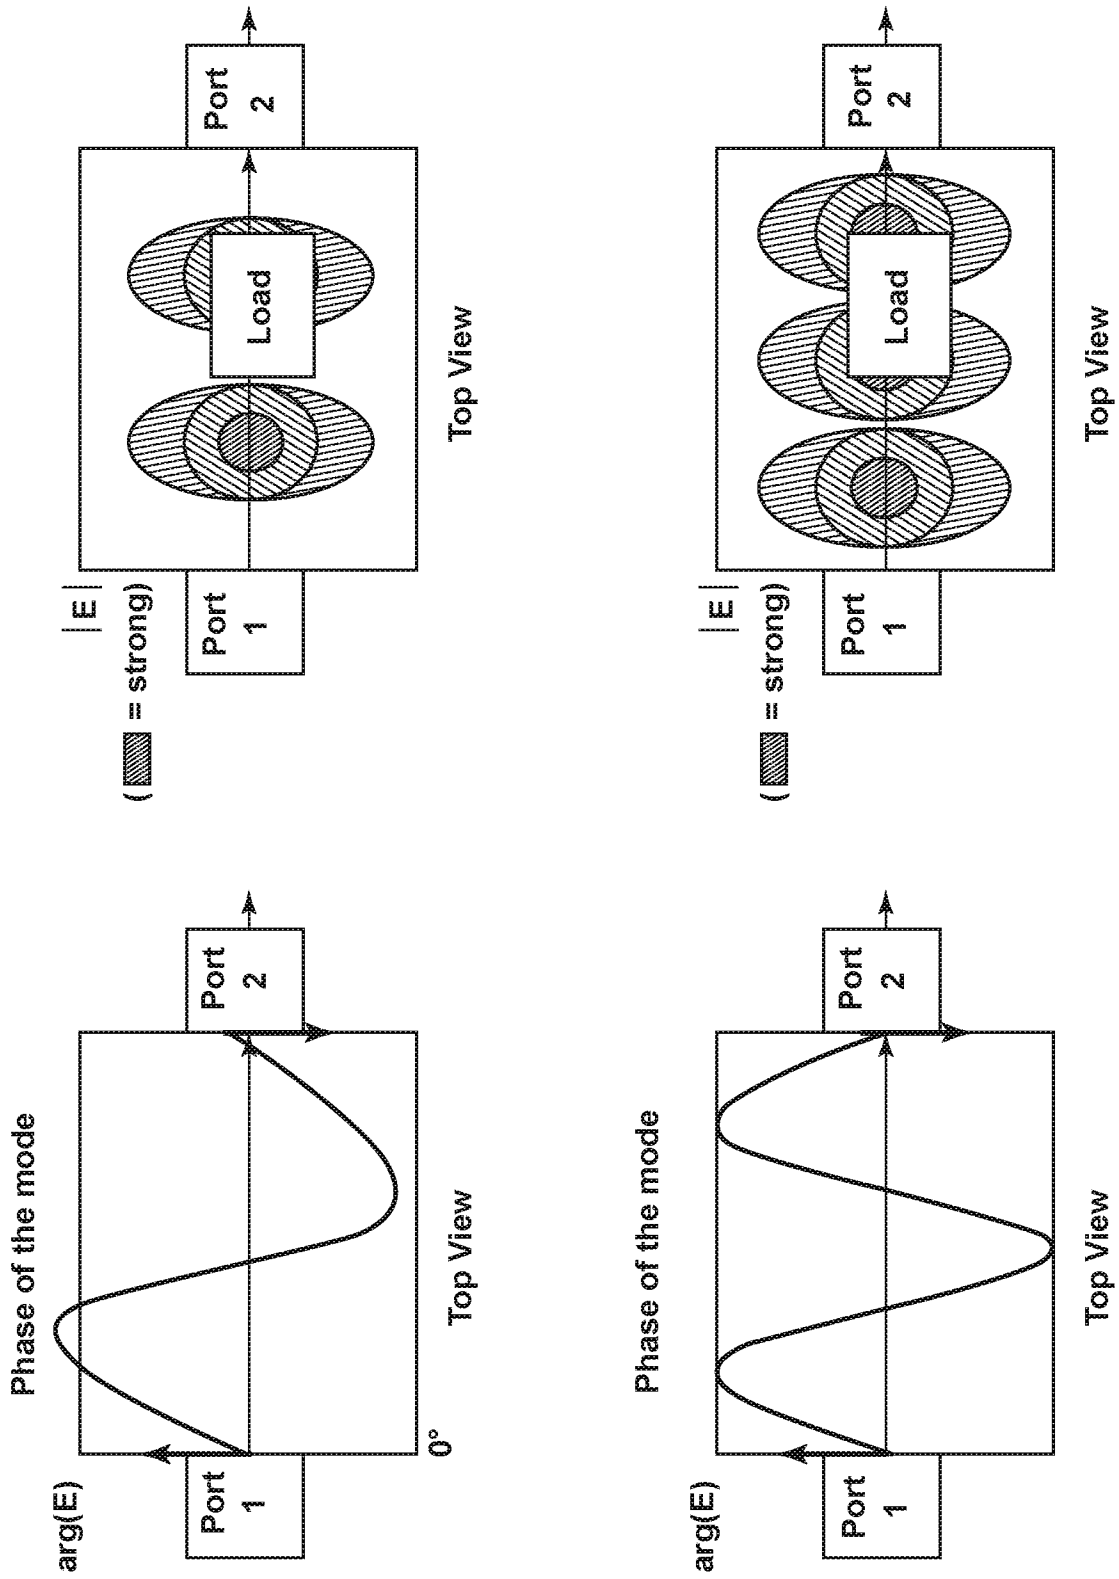 Phase of the mode
arg(E)
Port
1
Port
2
0°
Top View
|E|
( = strong)
Port
1
Load
Port
2
Top View
Phase of the mode
arg(E)
Port
1
Port
2
Top View
|E|
( = strong)
Port
1
Load
Port
2
Top View